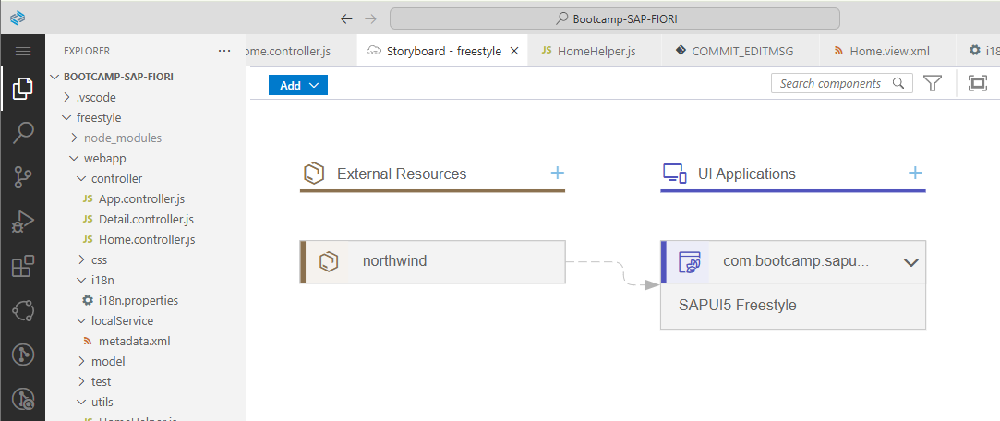 Bootcamp-SAP-FIORI
EXPLORER
ome.controller.js
Storyboard - freestyle
JS HomeHelper.js
COMMIT_EDITMSG
Home.view.xml
i18
BOOTCAMP-SAP-FIORI
.vscode
freestyle
node_modules
webapp
controller
JS App.controller.js
JS Detail.controller.js
JS Home.controller.js
css
i18n
i18n.properties
localService
metadata.xml
model
test
utils
JS HomeHelper.js
Add
Search components
External Resources
UI Applications
northwind
com.bootcamp.sapu...
SAPUI5 Freestyle